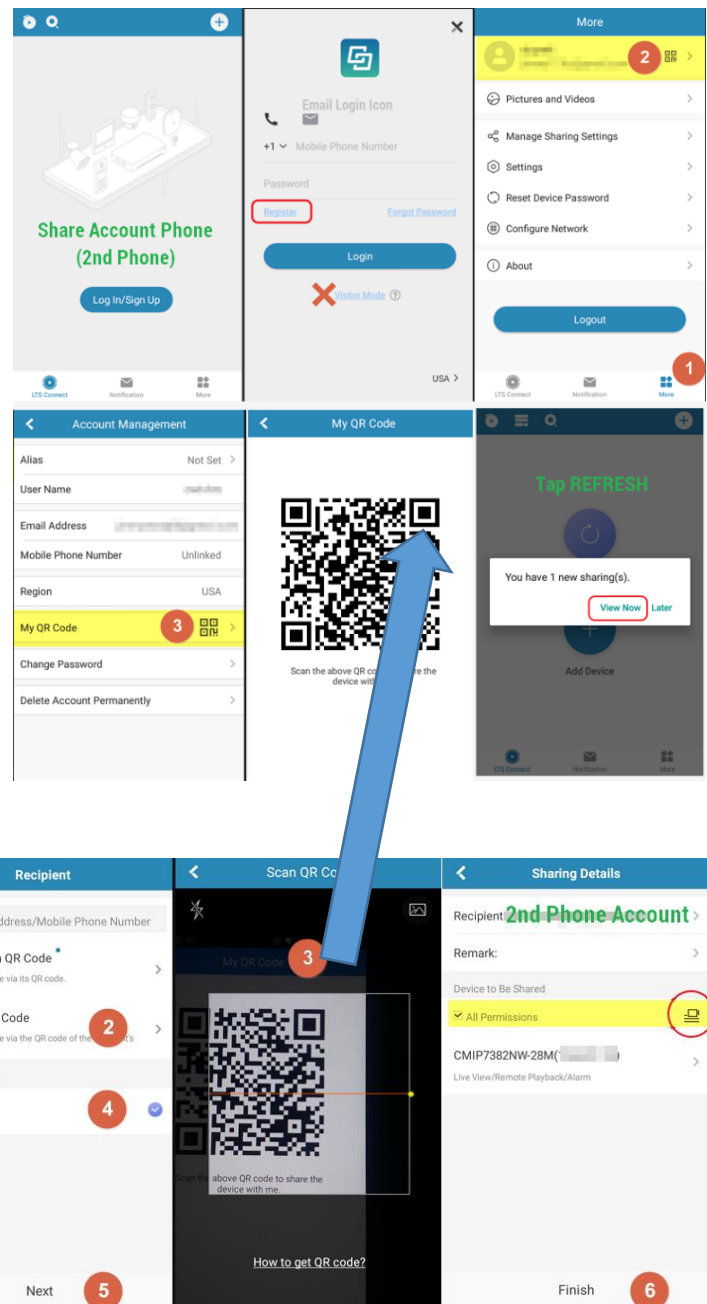 Share Account Phone
(2nd Phone)
Log In/Sign Up
LTS Connect
Notification
More
Email Login Icon
+1
Mobile Phone Number
Password
Register
Forgot Password
Login
Visitor Mode
USA >
More
2
Pictures and Videos
Manage Sharing Settings
Settings
Reset Device Password
Configure Network
About
Logout
1
LTS Connect
Notification
More
Account Management
Alias Not Set
User Name
Email Address
Mobile Phone Number Unlinked
Region USA
My QR Code 3
Change Password
Delete Account Permanently
My QR Code
Scan the above QR co re the
device wit
Tap REFRESH
You have 1 new sharing(s).
View Now Later
Add Device
LTS Connect
Notification
More
Recipient
ddress/Mobile Phone Number
QR Code
e via its QR code.
Code
2
e via the QR code of the
4
Next 5
Scan QR Co
My QR Code 3
Scan the above QR code to share the
device with me.
How to get QR code?
Sharing Details
Recipient 2nd Phone Account
Remark:
Device to Be Shared
All Permissions
CMIP7382NW-28M(
Live View/Remote Playback/Alarm
Finish 6